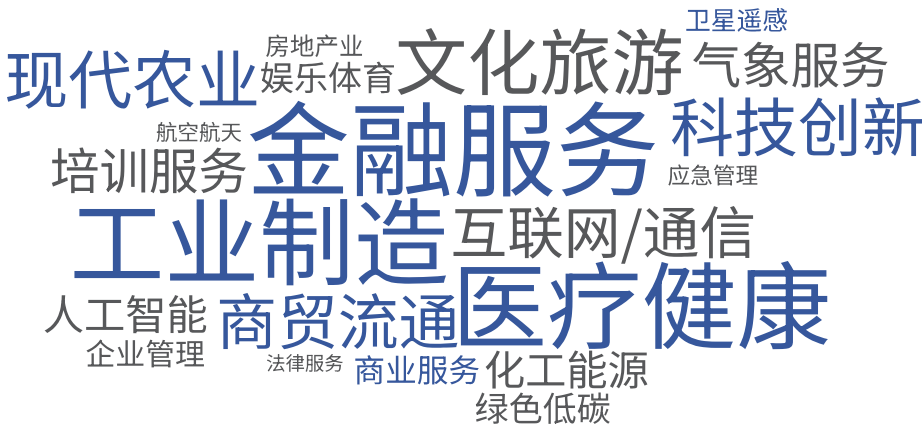 卫星遥感
房地产业
文化旅游
气象服务
现代农业
娱乐体育
科技创新
金融服务
航空航天
培训服务
应急管理
工业制造
互联网/通信
医疗健康
人工智能
商贸流通
企业管理
法律服务
商业服务
化工能源
绿色低碳